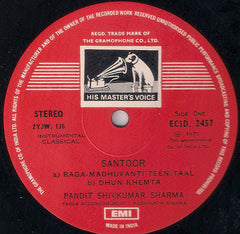 REGD. TRADE MARK OF
THE GRAMOPHONE CO., LTD.
HIS MASTER'S VOICE
STEREO
2YJW. 136
INSTRUMENTAL
CLASSICAL
Side One
ECSD. 2457
SANTOOR
a) RAGA-MADHUVANTI-TEEN-TAAL
b) DHUN-KHEMTA
PANDIT SHIVKUMAR SHARMA
EMI
MADE IN INDIA